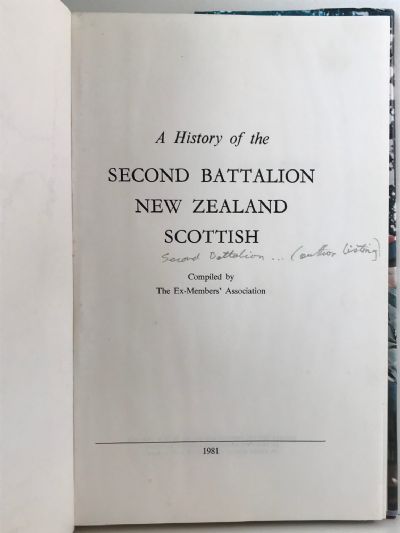 A History of the
SECOND BATTALION
NEW ZEALAND
SCOTTISH
Second Battalion ... (author listing)
Compiled by
The Ex-Members' Association
1981